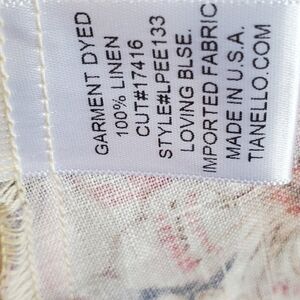 GARMENT DYED
100% LINEN
CUT#17416
STYLE#LPEE133
LOVING BLSE.
IMPORTED FABRIC
MADE IN U.S.A.
TIANELLO.COM